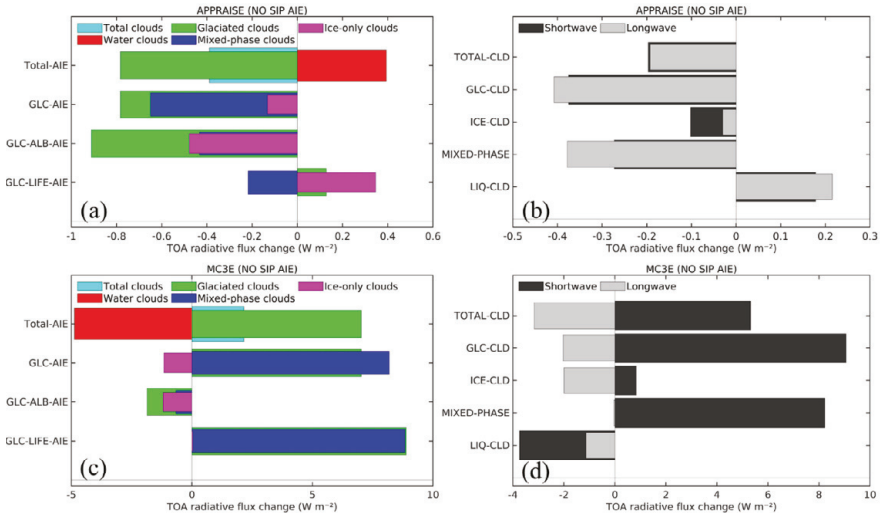 APPRAISE (NO SIP AIE)
Total clouds Glaciated clouds Ice-only clouds
Water clouds Mixed-phase clouds
Total-AIE
GLC-AIE
GLC-ALB-AIE
GLC-LIFE-AIE
(a)
-1 -0.8 -0.6 -0.4 -0.2 0 0.2 0.4 0.6
TOA radiative flux change (W m⁻²)
APPRAISE (NO SIP AIE)
Shortwave Longwave
TOTAL-CLD
GLC-CLD
ICE-CLD
MIXED-PHASE
LIQ-CLD
(b)
-0.5 -0.4 -0.3 -0.2 -0.1 0 0.1 0.2 0.3
TOA radiative flux change (W m⁻²)
MC3E (NO SIP AIE)
Total clouds Glaciated clouds Ice-only clouds
Water clouds Mixed-phase clouds
Total-AIE
GLC-AIE
GLC-ALB-AIE
GLC-LIFE-AIE
(c)
-5 0 5 10
TOA radiative flux change (W m⁻²)
MC3E (NO SIP AIE)
Shortwave Longwave
TOTAL-CLD
GLC-CLD
ICE-CLD
MIXED-PHASE
LIQ-CLD
(d)
-4 -2 0 2 4 6 8 10
TOA radiative flux change (W m⁻²)